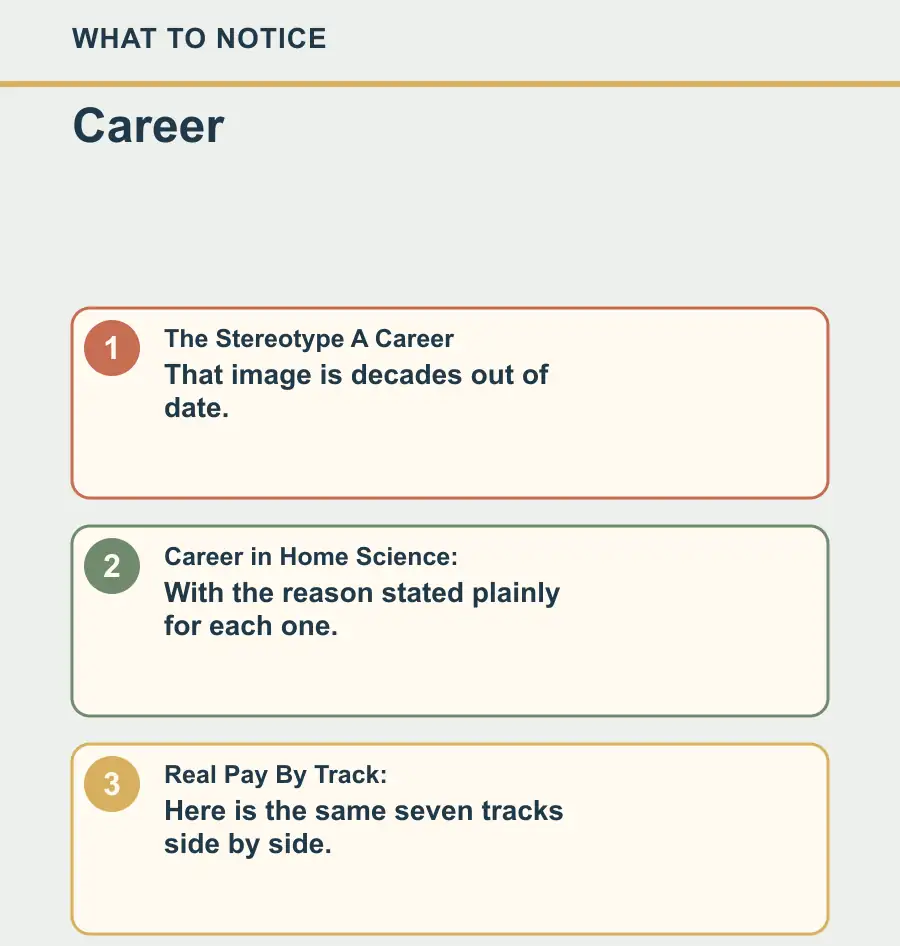 WHAT TO NOTICE
Career
1
The Stereotype A Career
That image is decades out of
date.
2
Career in Home Science:
With the reason stated plainly
for each one.
3
Real Pay By Track:
Here is the same seven tracks
side by side.